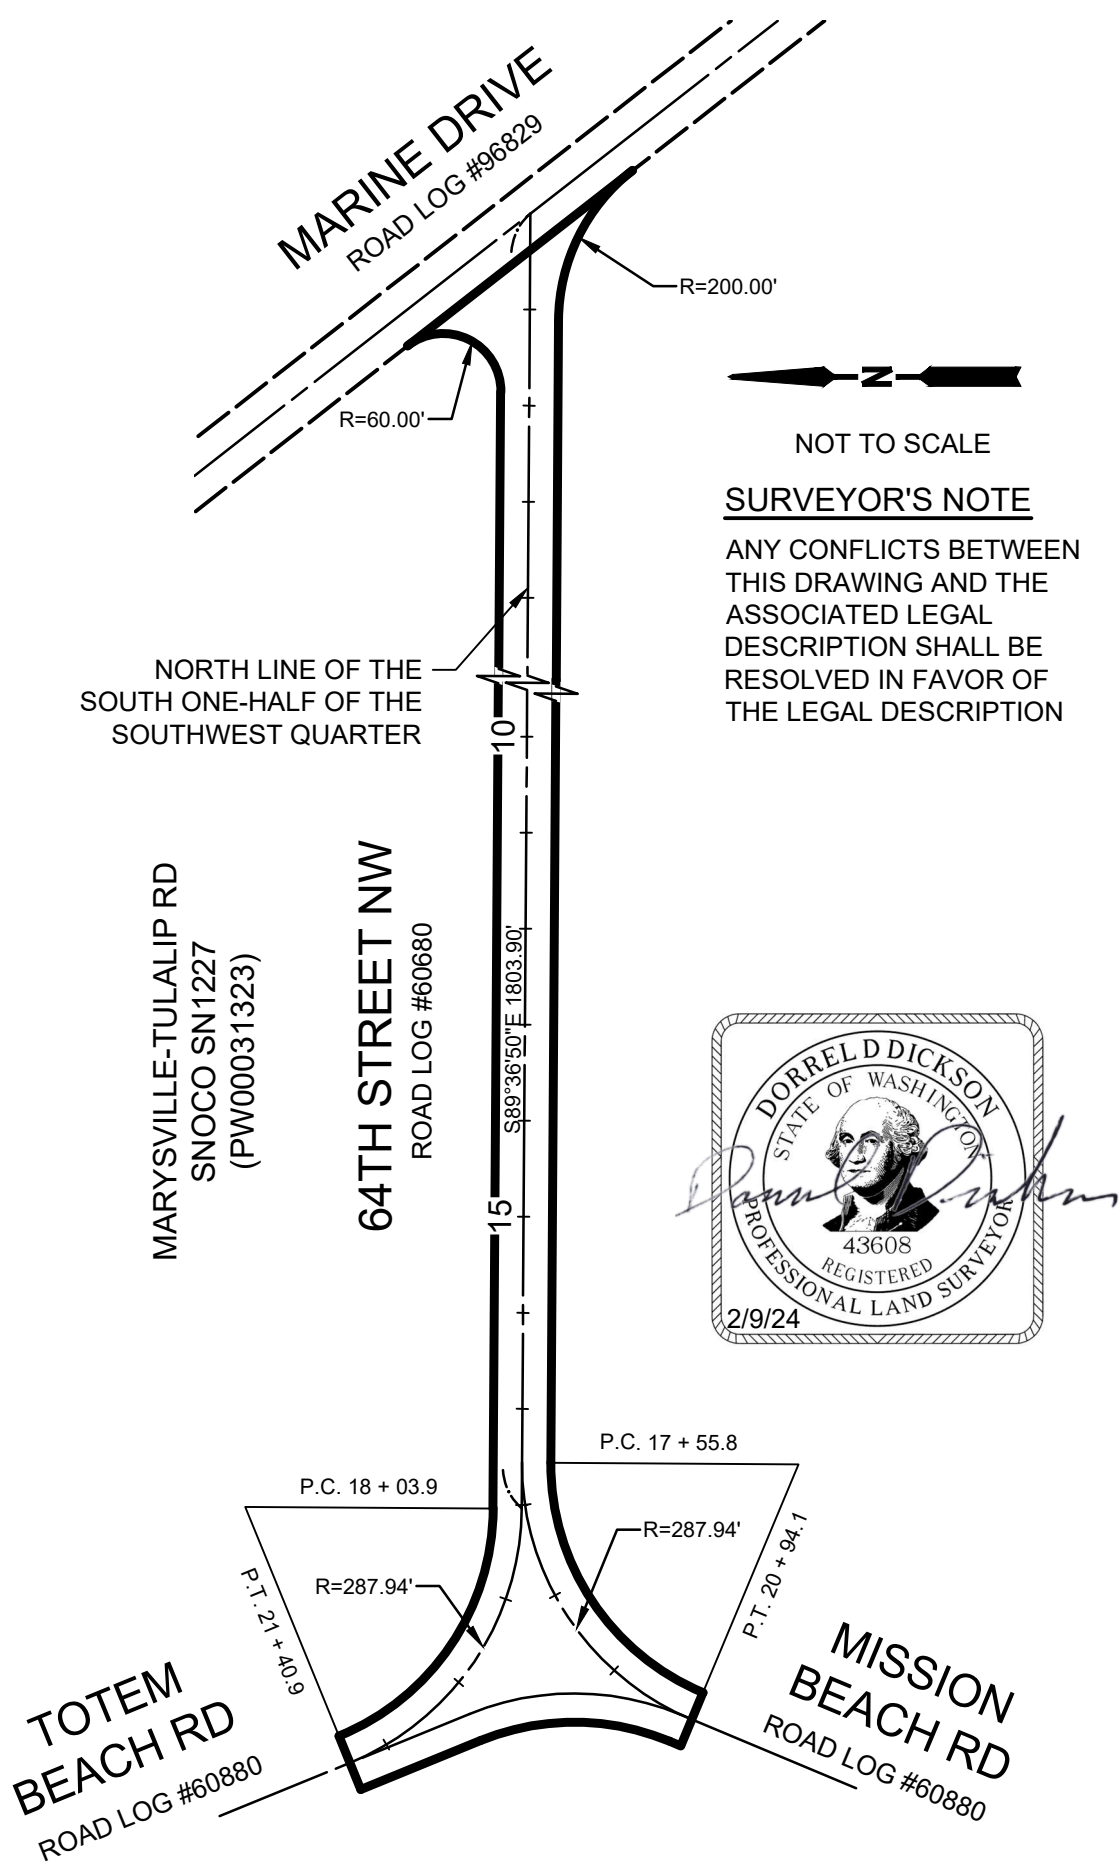 MARINE DRIVE
ROAD LOG #96829
R=200.00'
R=60.00'
N
NOT TO SCALE
SURVEYOR'S NOTE
ANY CONFLICTS BETWEEN
THIS DRAWING AND THE
ASSOCIATED LEGAL
DESCRIPTION SHALL BE
RESOLVED IN FAVOR OF
THE LEGAL DESCRIPTION
NORTH LINE OF THE
SOUTH ONE-HALF OF THE
SOUTHWEST QUARTER
10
MARYSVILLE-TULALIP RD
SNOCO SN1227
(PW00031323)
64TH STREET NW
ROAD LOG #60680
S89°36'50"E 1803.90'
15
DORREL D DICKSON
STATE OF WASHINGTON
43608
REGISTERED
PROFESSIONAL LAND SURVEYOR
2/9/24
P.C. 17 + 55.8
P.C. 18 + 03.9
R=287.94'
R=287.94'
P.T. 21 + 40.9
P.T. 20 + 94.1
TOTEM
BEACH RD
ROAD LOG #60880
MISSION
BEACH RD
ROAD LOG #60880